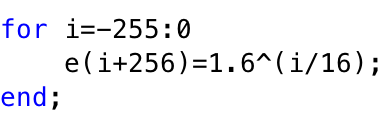 for i=-255:0
    e(i+256)=1.6^(i/16);
end;